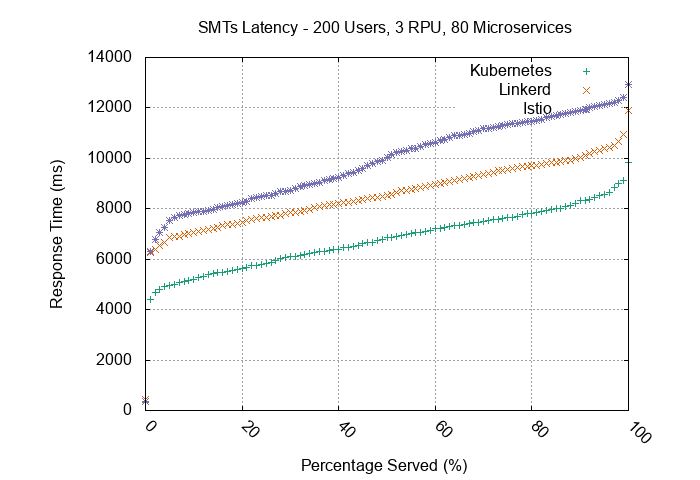 SMTs Latency - 200 Users, 3 RPU, 80 Microservices
14000
12000
10000
8000
6000
4000
2000
0
Response Time (ms)
Kubernetes
Linkerd
Istio
0 20 40 60 80 100
Percentage Served (%)